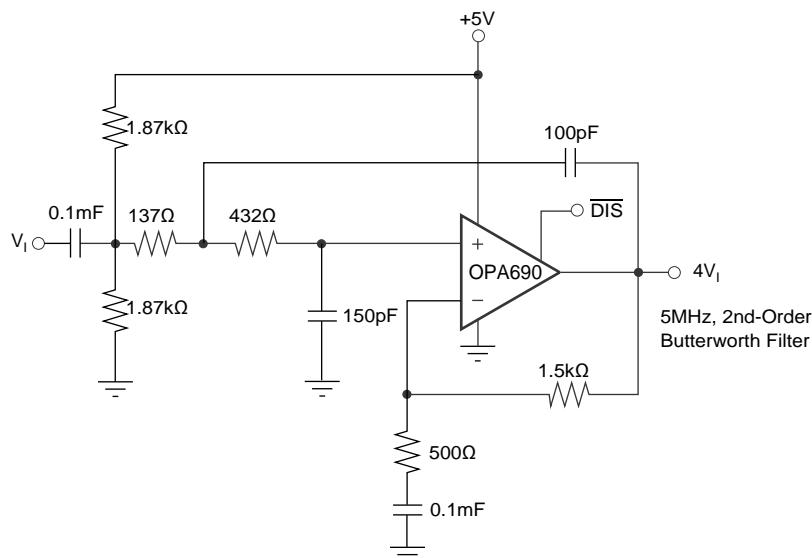 +5V
1.87kΩ
100pF
0.1mF
137Ω
432Ω
DIS
V_I
+
OPA690
4V_I
−
1.87kΩ
150pF
5MHz, 2nd-Order
Butterworth Filter
1.5kΩ
500Ω
0.1mF